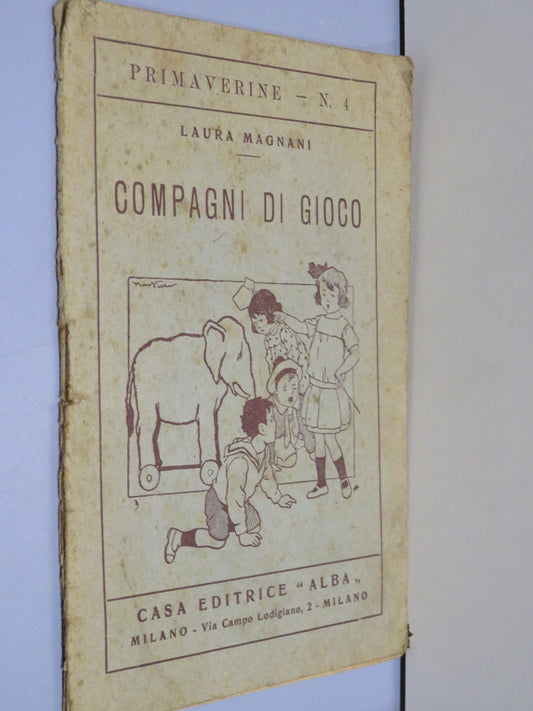 PRIMAVERINE - N. 4
LAURA MAGNANI
COMPAGNI DI GIOCO
CASA EDITRICE "ALBA„
MILANO - Via Campo Lodigiano, 2 - MILANO